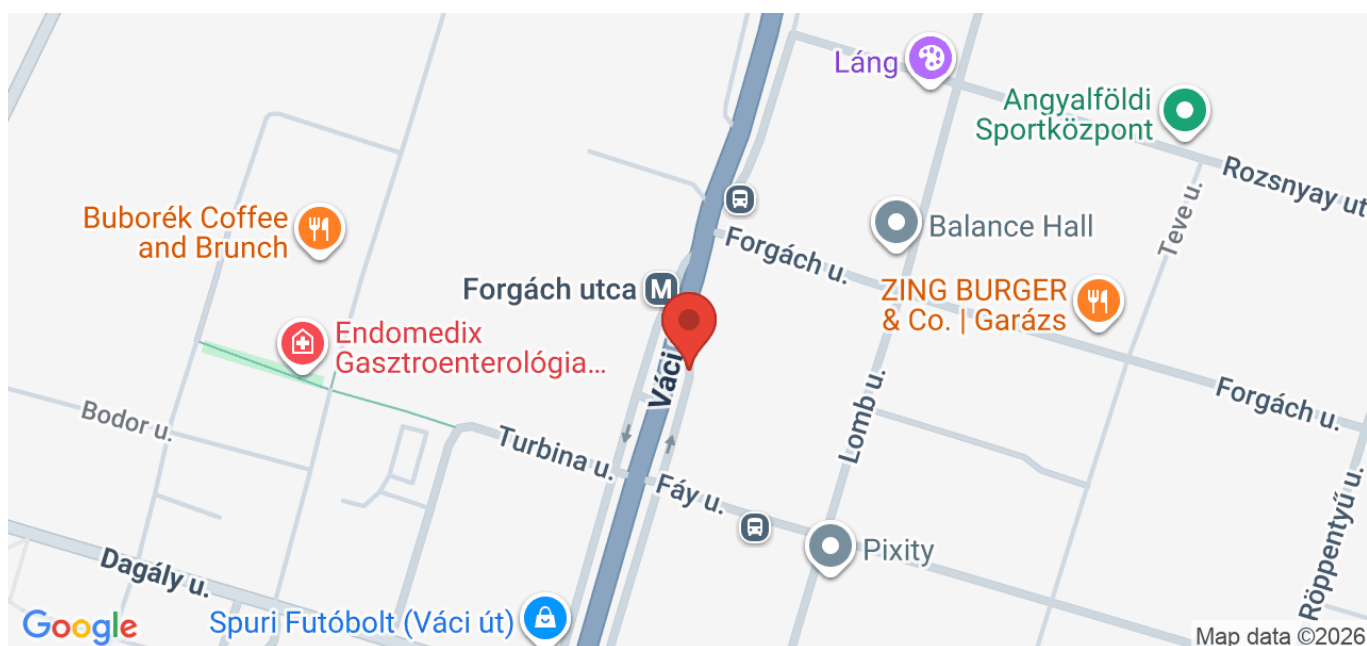 Láng
Angyalföldi
Sportközpont
Rozsnyay ut
Teve u.
Buborék Coffee
and Brunch
Balance Hall
Forgách u.
Forgách utca
M
ZING BURGER
& Co. | Garázs
Endomedix
Gasztroenterológia...
Váci
Forgách u.
Bodor u.
Lomb u.
Turbina u.
Fáy u.
Pixity
Röppentyű u.
Dagály u.
Spuri Futóbolt (Váci út)
Google
Map data ©2026